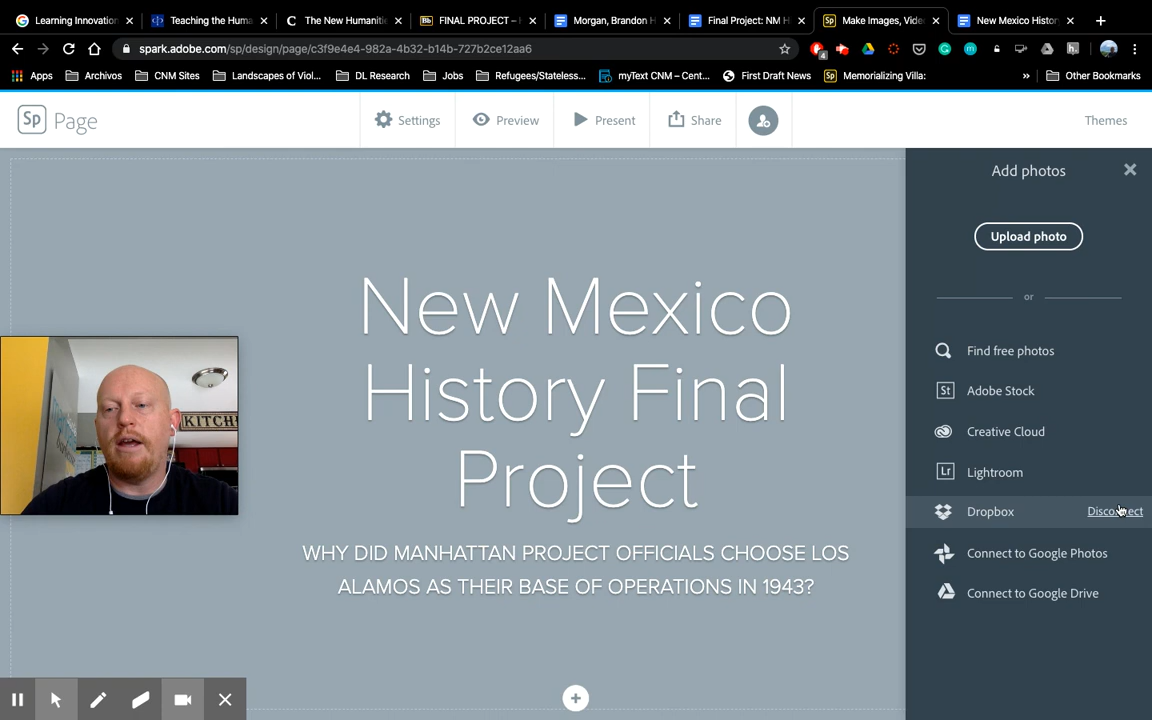 Learning Innovation
Teaching the Huma
The New Humaniti
FINAL PROJECT –
Morgan, Brandon H
Final Project: NM H
Make Images, Vide
New Mexico Histor
spark.adobe.com/sp/design/page/c3f9e4e4-982a-4b32-b14b-727b2ce12aa6
Apps
Archivos
CNM Sites
Landscapes of Viol...
DL Research
Jobs
Refugees/Stateless...
myText CNM – Cent...
First Draft News
Memorializing Villa:
»
Other Bookmarks
Sp Page
Settings
Preview
Present
Share
Themes
Add photos
Upload photo
or
Find free photos
St Adobe Stock
Creative Cloud
Lr Lightroom
Dropbox
Connect to Google Photos
Connect to Google Drive
New Mexico
History Final
Project
WHY DID MANHATTAN PROJECT OFFICIALS CHOOSE LOS
ALAMOS AS THEIR BASE OF OPERATIONS IN 1943?
KITCH